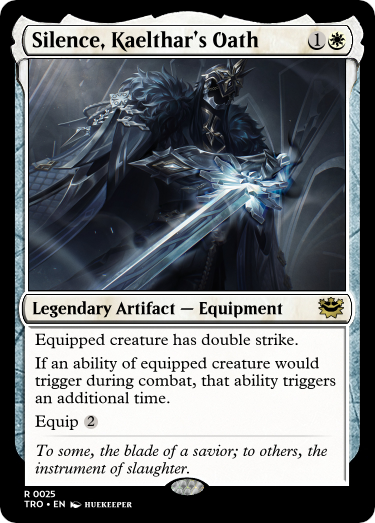 Silence, Kaelthar's Oath 1
Legendary Artifact — Equipment
Equipped creature has double strike.
If an ability of equipped creature would
trigger during combat, that ability triggers
an additional time.
Equip 2
To some, the blade of a savior; to others, the
instrument of slaughter.
R 0025
TRO • EN HUEKEEPER